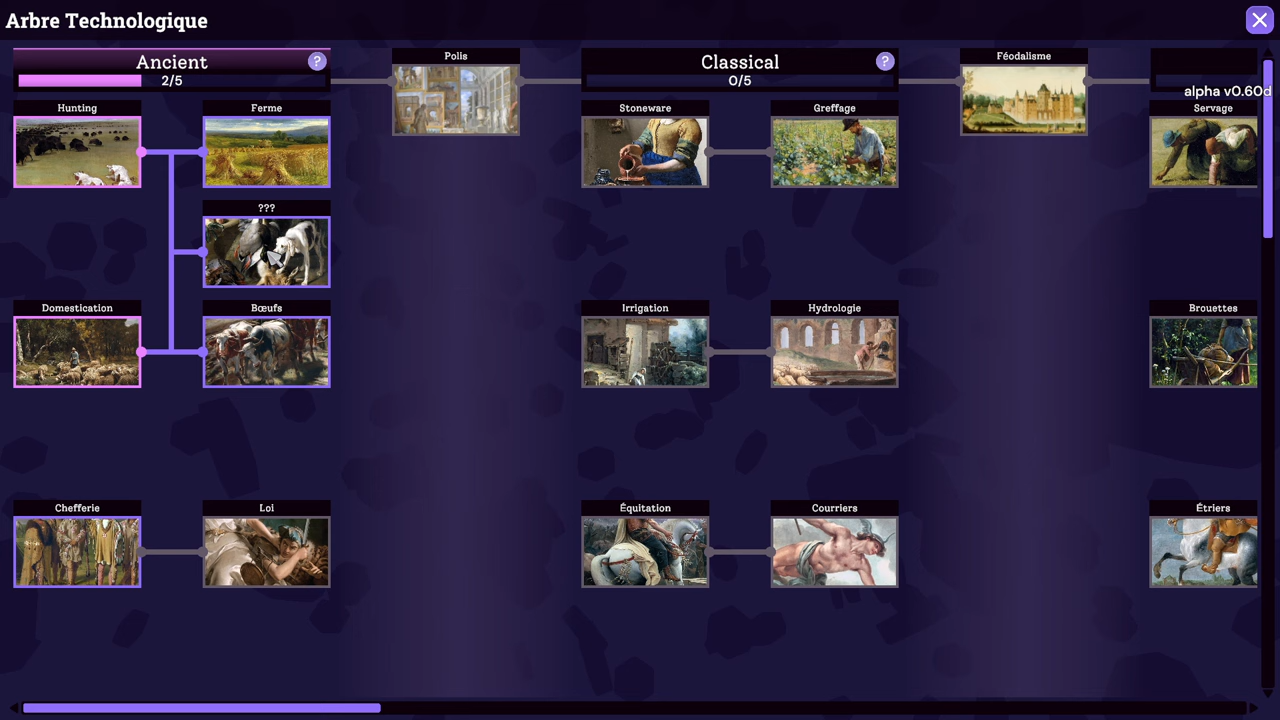 Arbre Technologique
Ancient
?
2/5
Polis
Classical
?
0/5
Féodalisme
alpha v0.60d
Hunting
Ferme
Stoneware
Greffage
Servage
???
Domestication
Bœufs
Irrigation
Hydrologie
Brouettes
Chefferie
Loi
Équitation
Courriers
Étriers